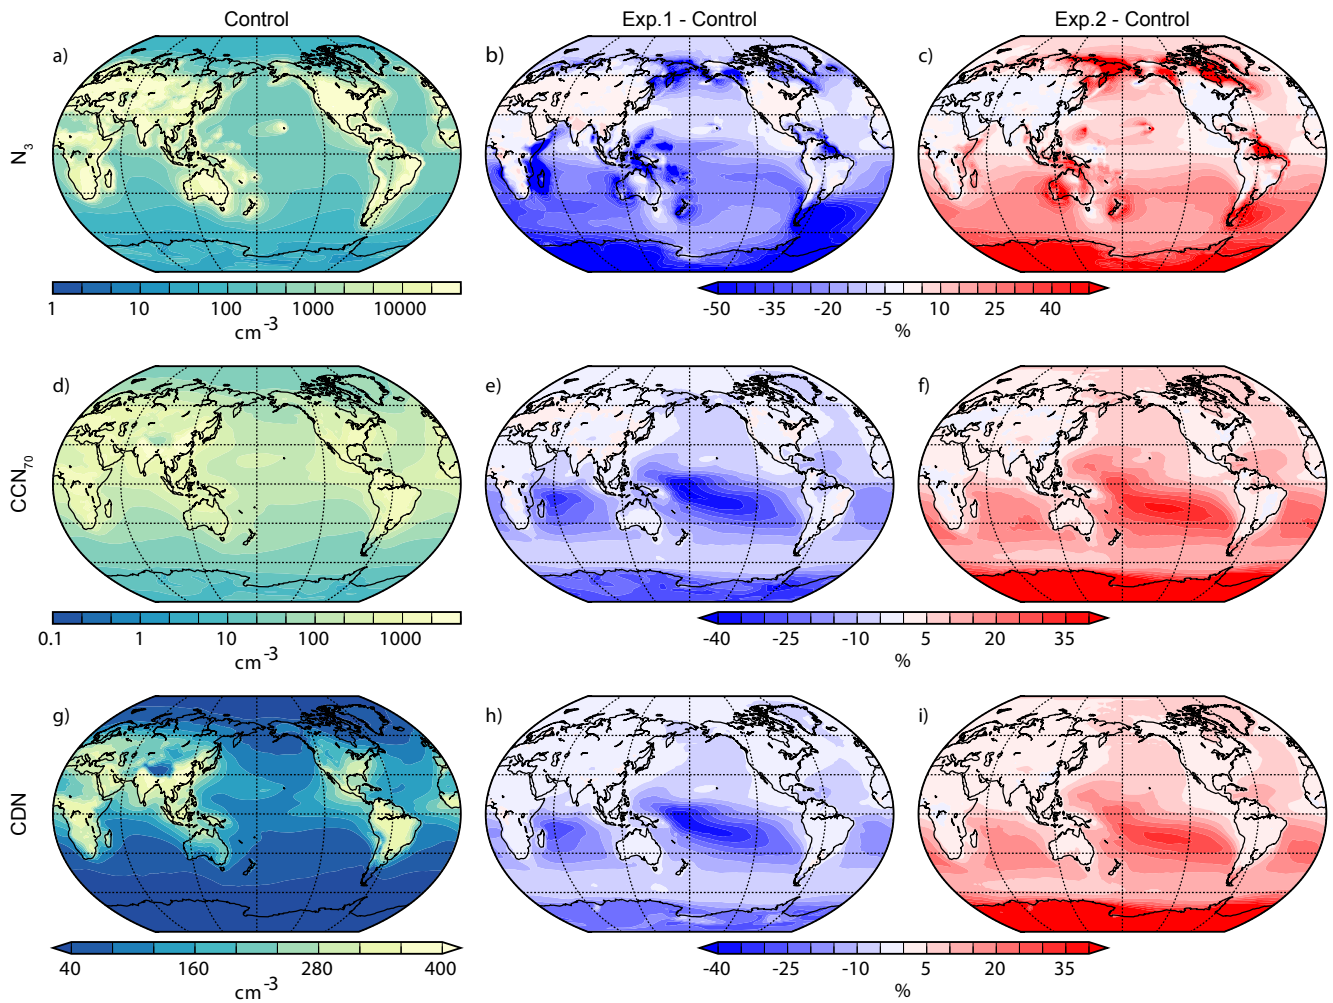 Control Exp.1 - Control Exp.2 - Control
a) b) c)
N3
1 10 100 1000 10000
cm-3
-50 -35 -20 -5 10 25 40
%
d) e) f)
CCN70
0.1 1 10 100 1000
cm-3
-40 -25 -10 5 20 35
%
g) h) i)
CDN
40 160 280 400
cm-3
-40 -25 -10 5 20 35
%